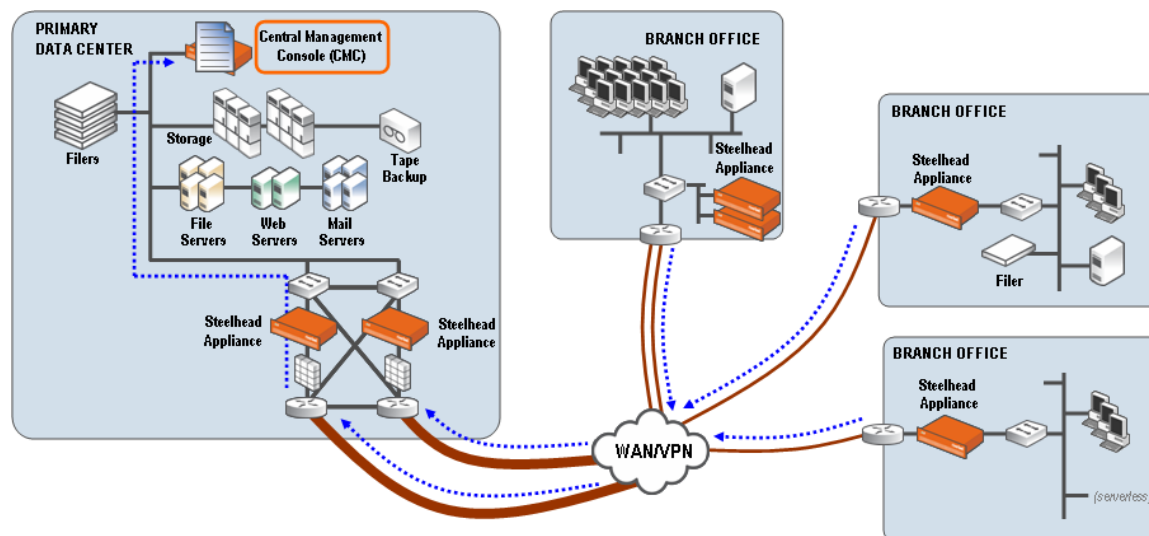 PRIMARY
DATA CENTER
Central Management
Console (CMC)
Filers
Storage
Tape
Backup
File
Servers
Web
Servers
Mail
Servers
Steelhead
Appliance
Steelhead
Appliance
BRANCH OFFICE
Steelhead
Appliance
WAN/VPN
BRANCH OFFICE
Steelhead
Appliance
Filer
BRANCH OFFICE
Steelhead
Appliance
(serverless)